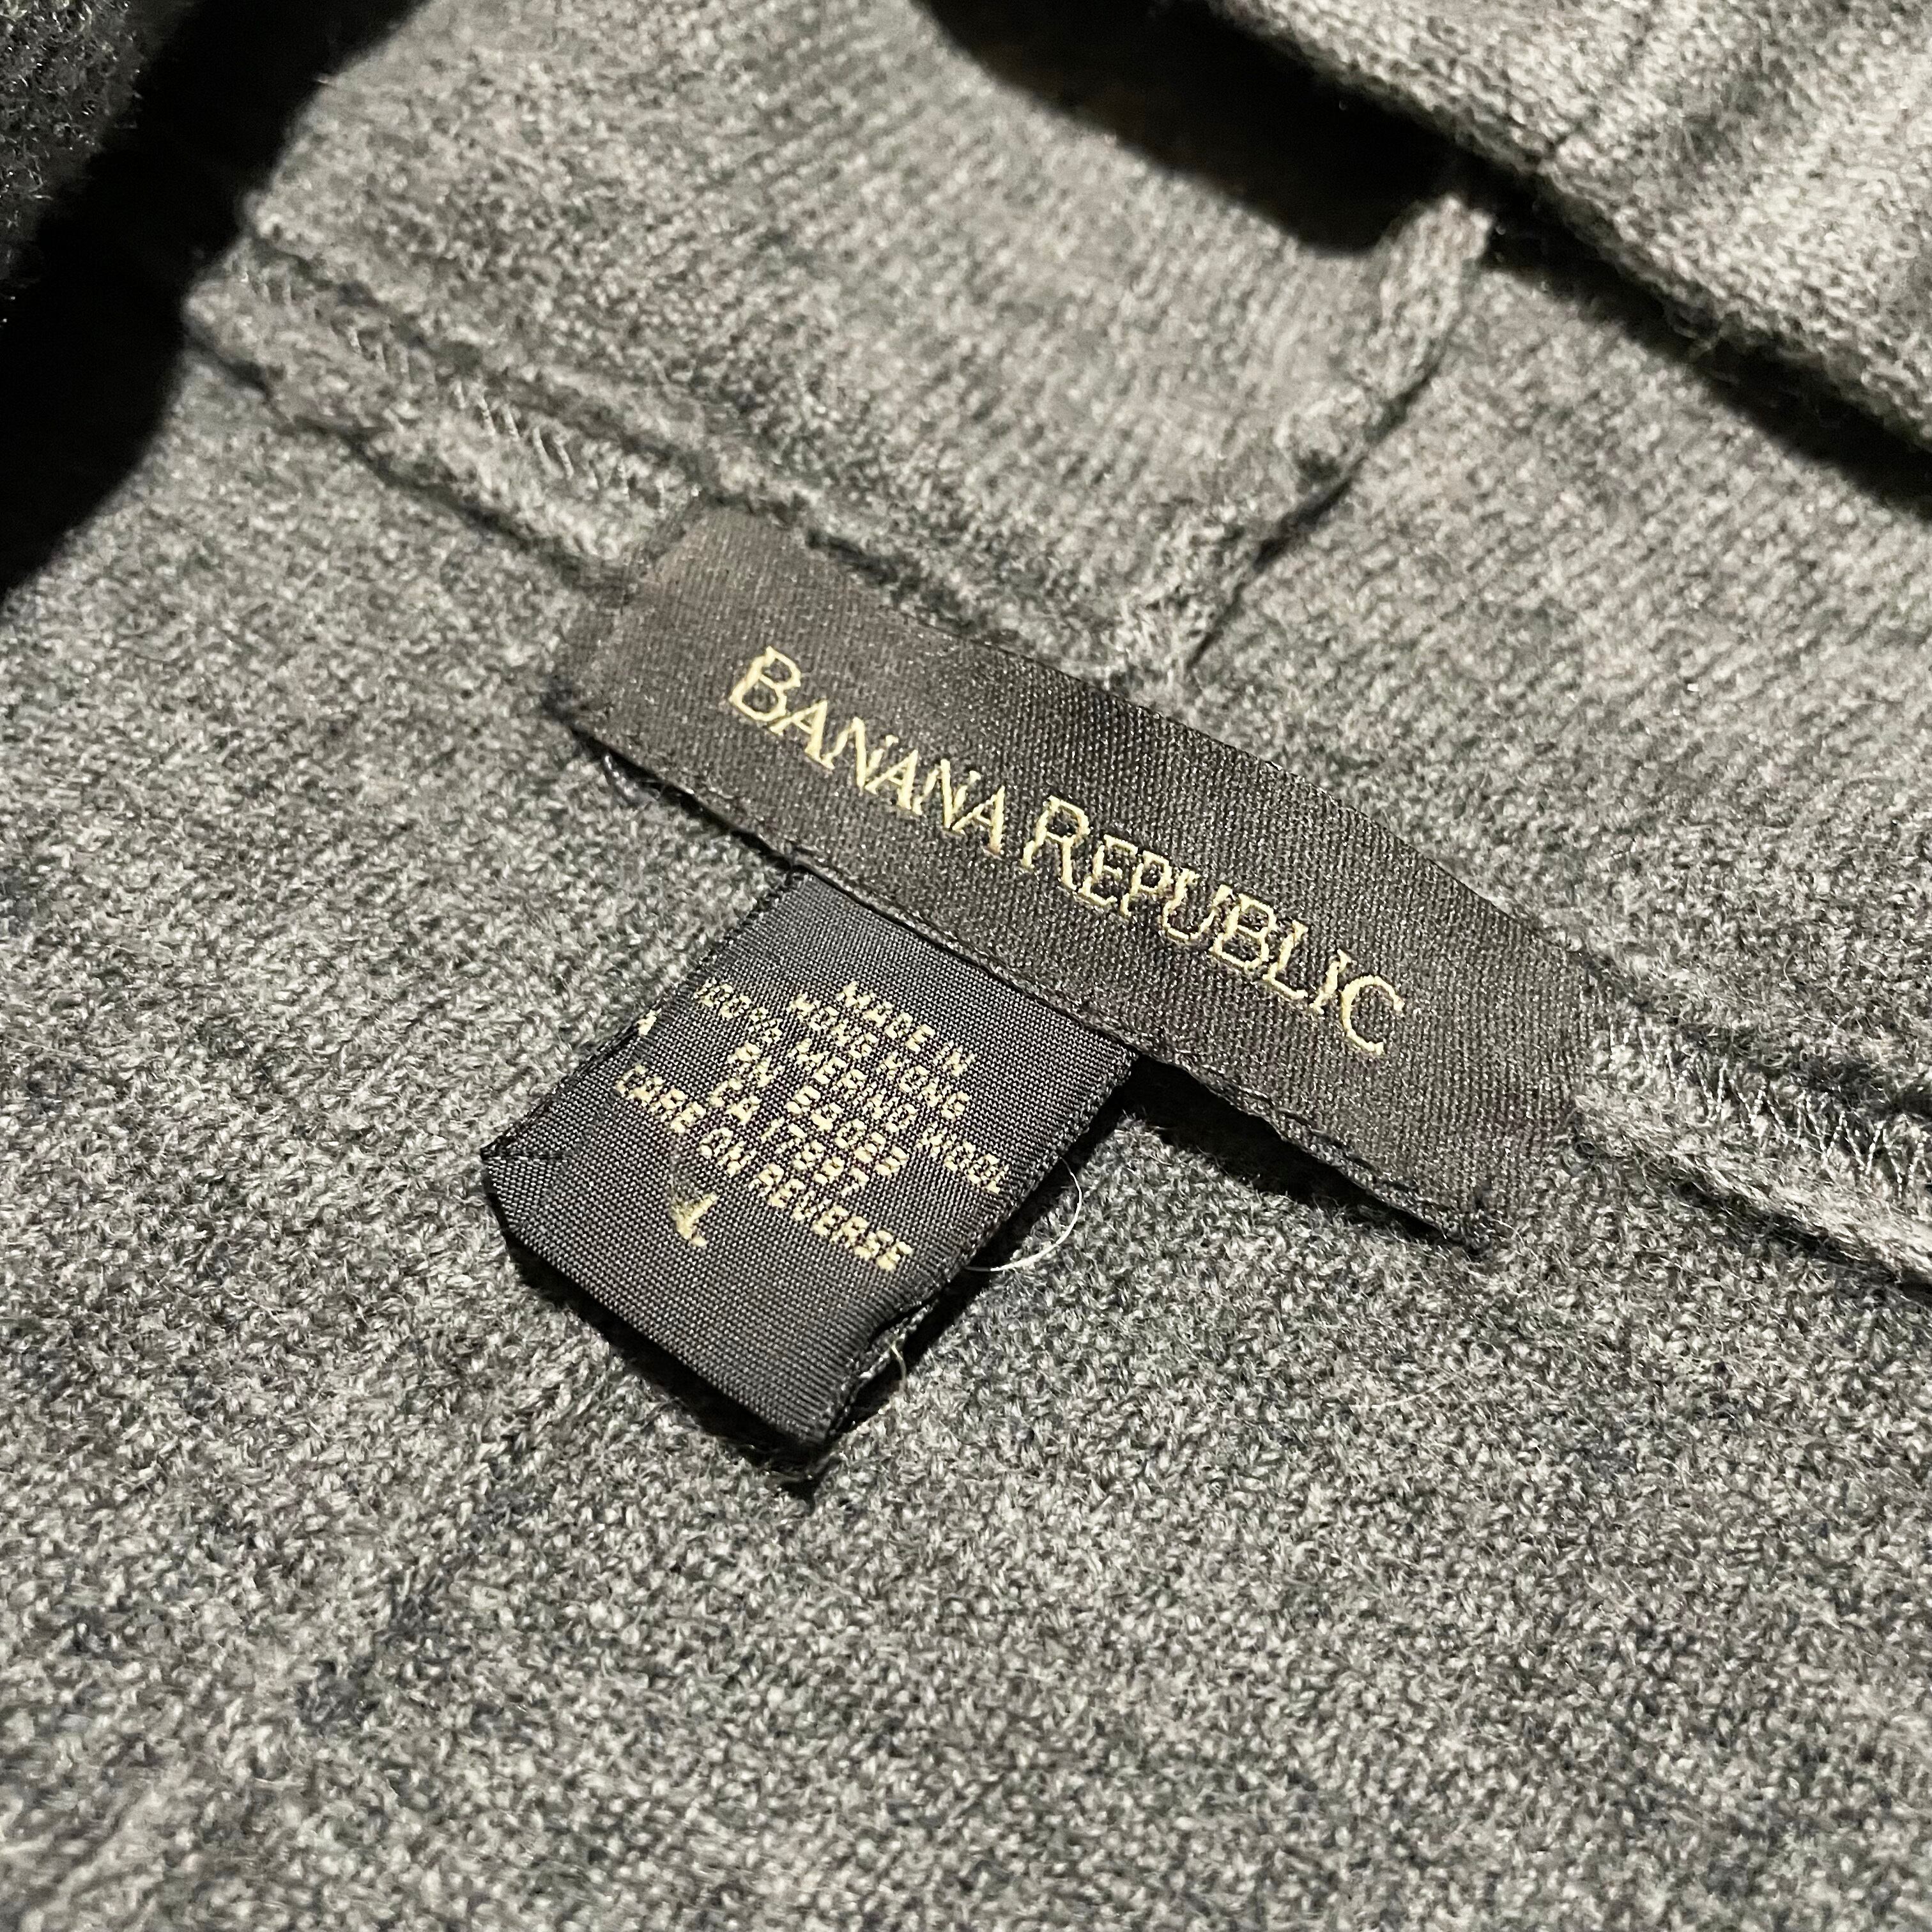 BANANA REPUBLIC
MADE IN
HONG KONG
100% MERINO WOOL
RN 54023
CA 17897
CARE ON REVERSE
L